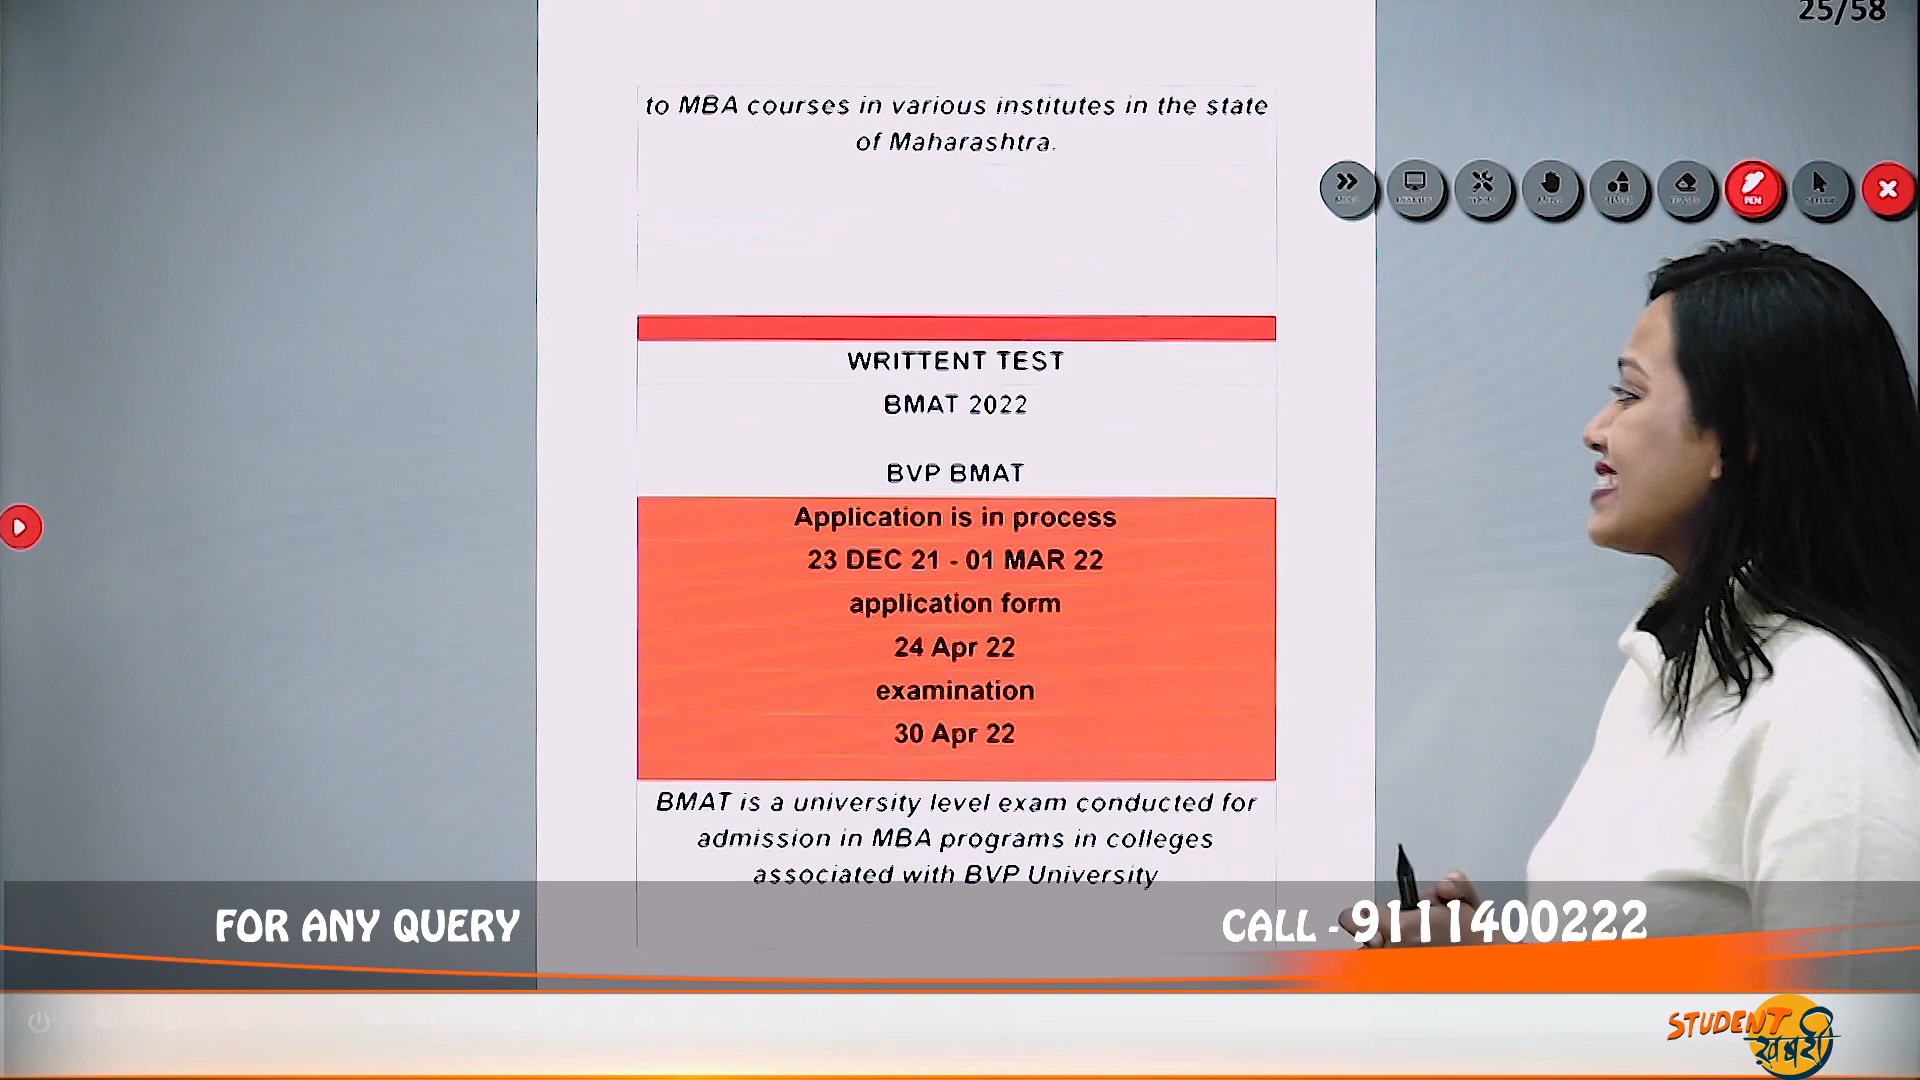 25/58
to MBA courses in various institutes in the state
of Maharashtra.
PEN
WRITTENT TEST
BMAT 2022
BVP BMAT
Application is in process
23 DEC 21 - 01 MAR 22
application form
24 Apr 22
examination
30 Apr 22
BMAT is a university level exam conducted for
admission in MBA programs in colleges
associated with BVP University
FOR ANY QUERY
CALL - 9111400222
STUDENT
ख़बरी